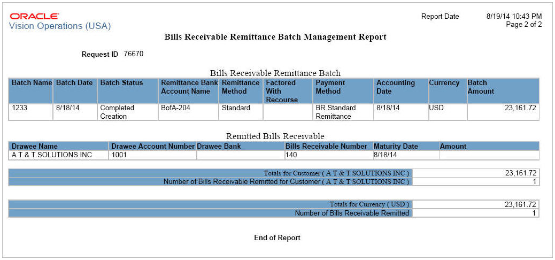 ORACLE
Vision Operations (USA)
Report Date 8/19/14 10:43 PM
Page 2 of 2
Bills Receivable Remittance Batch Management Report
Request ID 76670
Bills Receivable Remittance Batch
Batch Name Batch Date Batch Status Remittance Bank Account Name Remittance Method Factored With Recourse Payment Method Accounting Date Currency Batch Amount
1233 8/18/14 Completed Creation BofA-204 Standard BR Standard Remittance 8/18/14 USD 23,161.72
Remitted Bills Receivable
Drawee Name Drawee Account Number Drawee Bank Bills Receivable Number Maturity Date Amount
A T & T SOLUTIONS INC 1001 140 8/18/14
Totals for Customer ( A T & T SOLUTIONS INC ) 23,161.72
Number of Bills Receivable Remitted for Customer ( A T & T SOLUTIONS INC ) 1
Totals for Currency ( USD ) 23,161.72
Number of Bills Receivable Remitted 1
End of Report